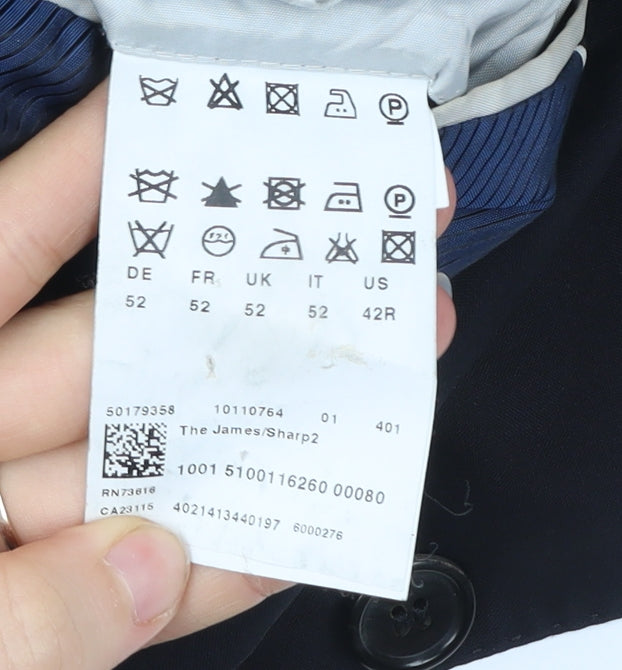 P
P
DE FR UK IT US
52 52 52 52 42R
50179358 10110764 01 401
The James/Sharp2
1001 5100116260 00080
RN73616
CA23115 4021413440197 6000276